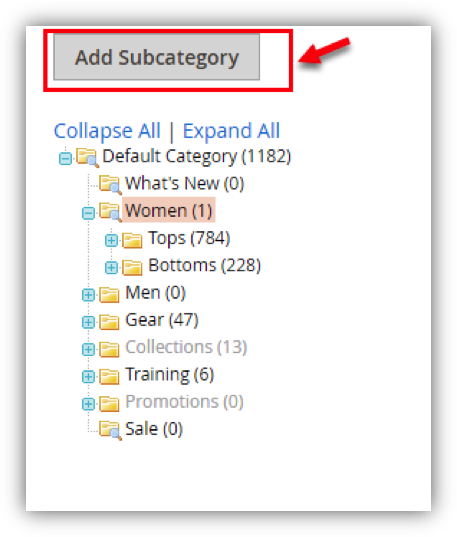 Add Subcategory
Collapse All | Expand All
Default Category (1182)
What's New (0)
Women (1)
Tops (784)
Bottoms (228)
Men (0)
Gear (47)
Collections (13)
Training (6)
Promotions (0)
Sale (0)